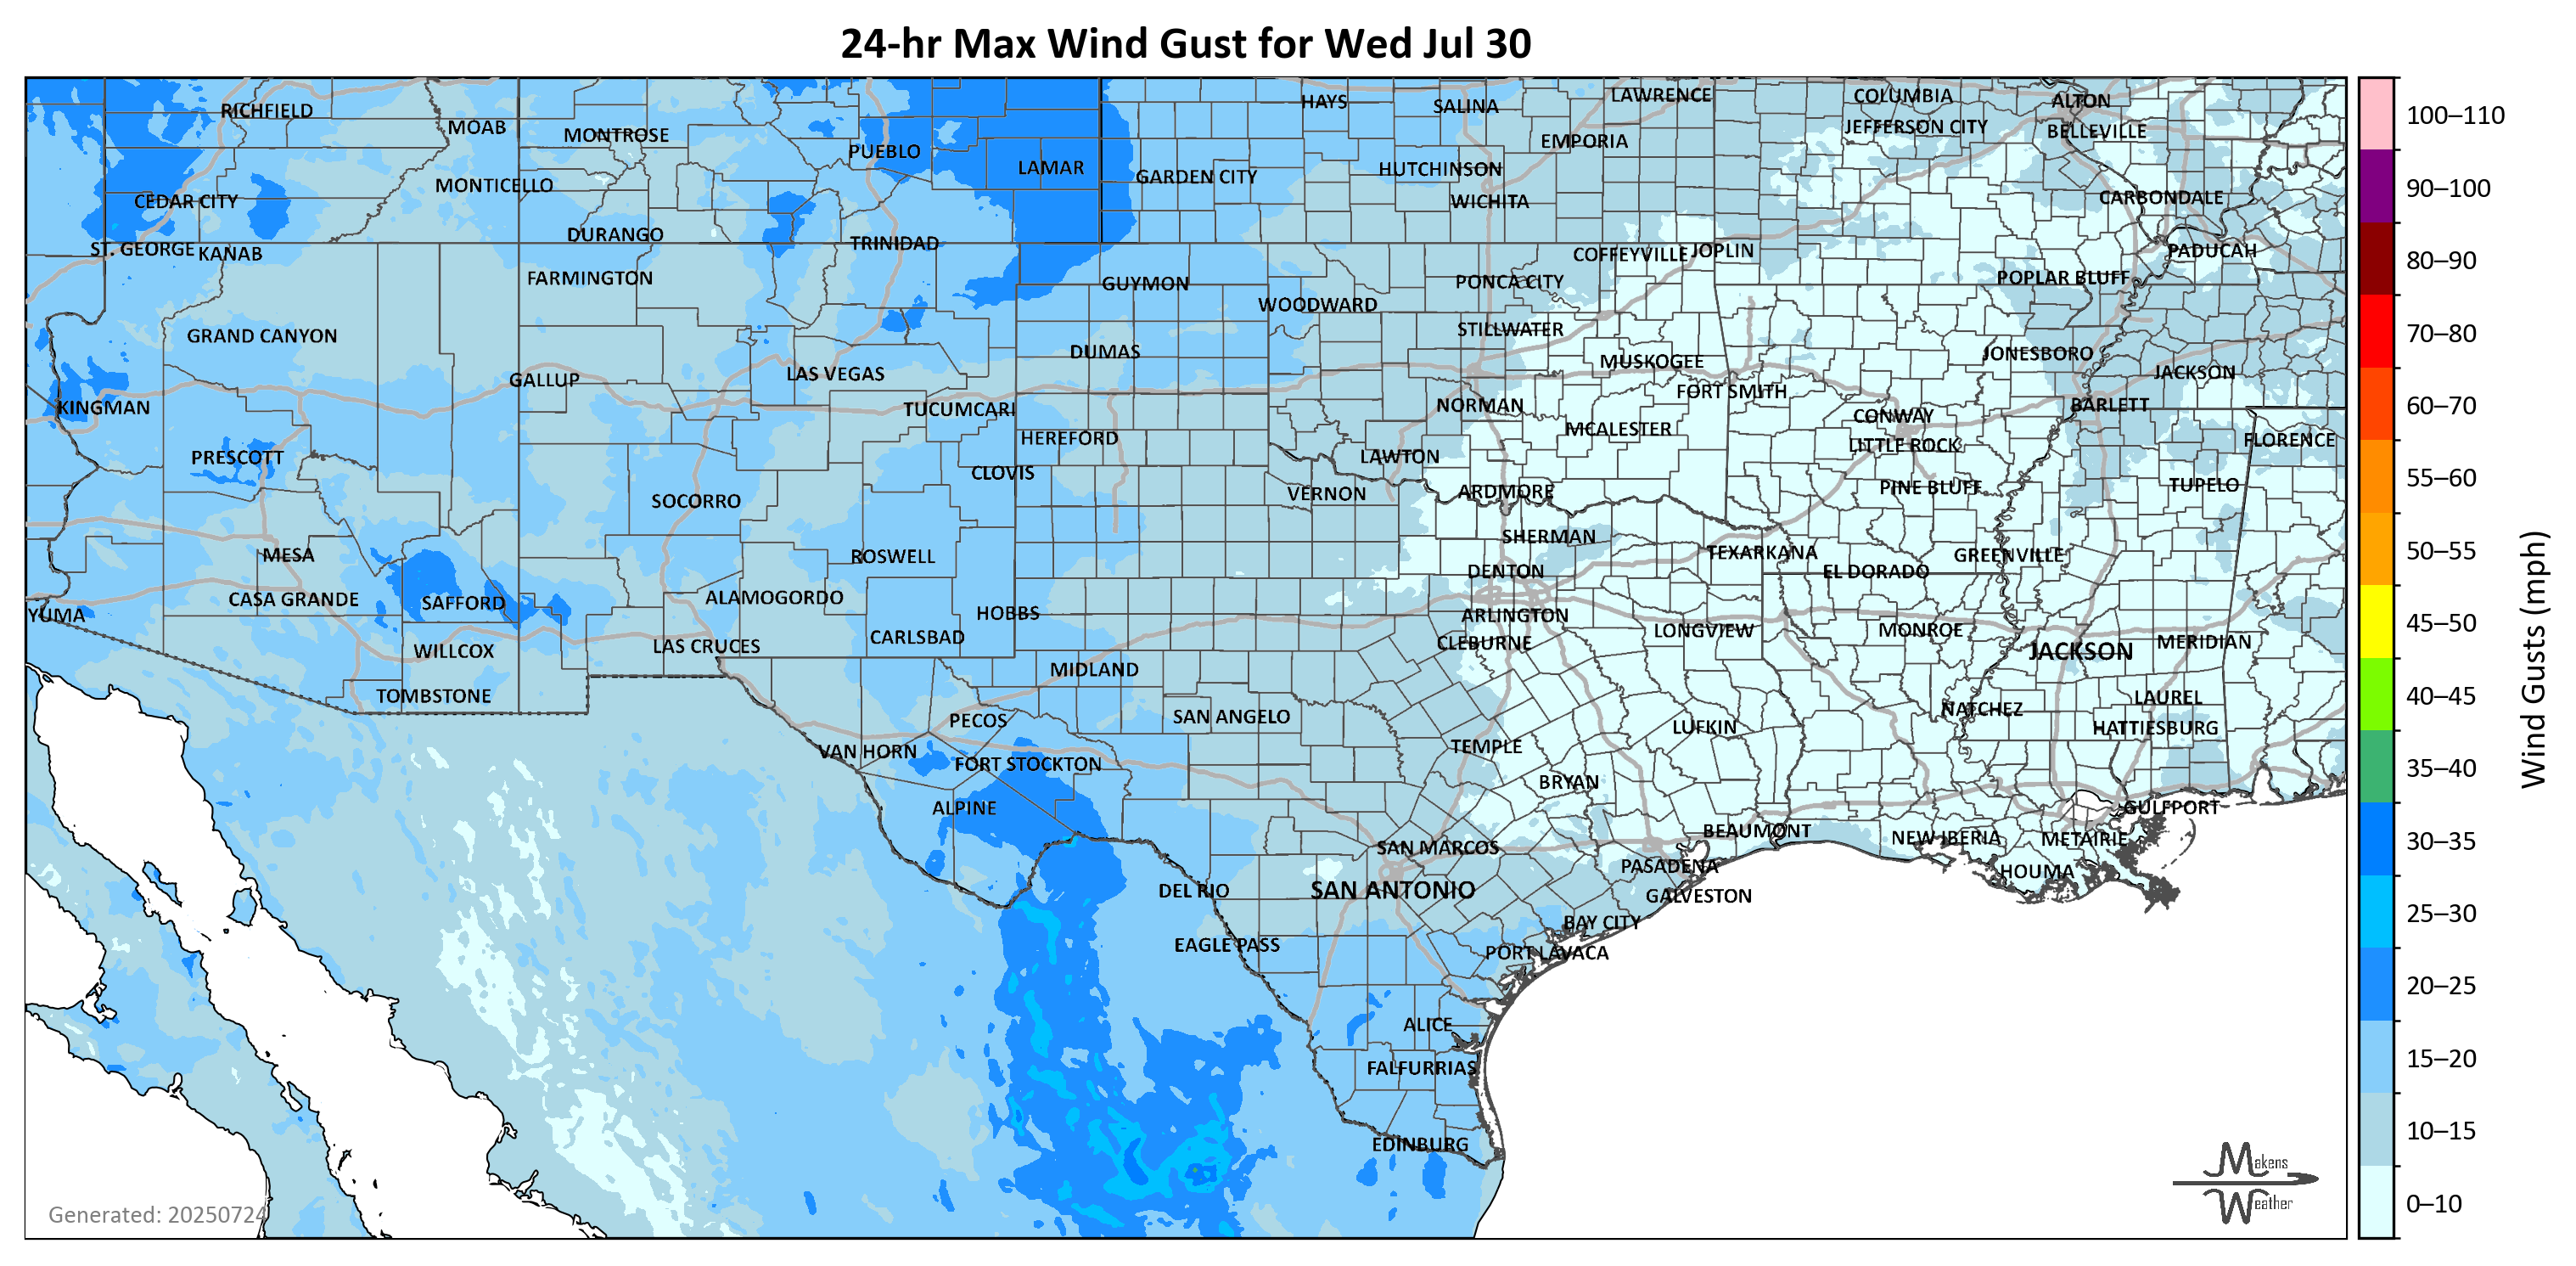 24-hr Max Wind Gust for Wed Jul 30
RICHFIELD
MOAB
MONTROSE
PUEBLO
LAMAR
HAYS
SALINA
LAWRENCE
COLUMBIA
ALTON
JEFFERSON CITY
BELLEVILLE
EMPORIA
GARDEN CITY
HUTCHINSON
WICHITA
CARBONDALE
CEDAR CITY
MONTICELLO
ST. GEORGE
KANAB
DURANGO
TRINIDAD
COFFEYVILLE
JOPLIN
PADUCAH
FARMINGTON
GUYMON
WOODWARD
PONCA CITY
POPLAR BLUFF
GRAND CANYON
DUMAS
STILLWATER
MUSKOGEE
JONESBORO
JACKSON
GALLUP
LAS VEGAS
FORT SMITH
KINGMAN
TUCUMCARI
NORMAN
CONWAY
BARLETT
PRESCOTT
HEREFORD
MCALESTER
LITTLE ROCK
FLORENCE
CLOVIS
LAWTON
SOCORRO
VERNON
ARDMORE
PINE BLUFF
TUPELO
MESA
ROSWELL
SHERMAN
TEXARKANA
GREENVILLE
DENTON
EL DORADO
CASA GRANDE
SAFFORD
ALAMOGORDO
HOBBS
ARLINGTON
YUMA
CARLSBAD
CLEBURNE
LONGVIEW
MONROE
JACKSON
MERIDIAN
WILLCOX
LAS CRUCES
MIDLAND
TOMBSTONE
PECOS
SAN ANGELO
LUFKIN
NATCHEZ
LAUREL
HATTIESBURG
VAN HORN
FORT STOCKTON
TEMPLE
BRYAN
ALPINE
GULFPORT
BEAUMONT
NEW IBERIA
METAIRIE
SAN MARCOS
PASADENA
HOUMA
DEL RIO
SAN ANTONIO
GALVESTON
BAY CITY
EAGLE PASS
PORT LAVACA
ALICE
FALFURRIAS
EDINBURG
Generated: 20250724
Makens
Weather
100–110
90–100
80–90
70–80
60–70
55–60
50–55
45–50
40–45
35–40
30–35
25–30
20–25
15–20
10–15
0–10
Wind Gusts (mph)